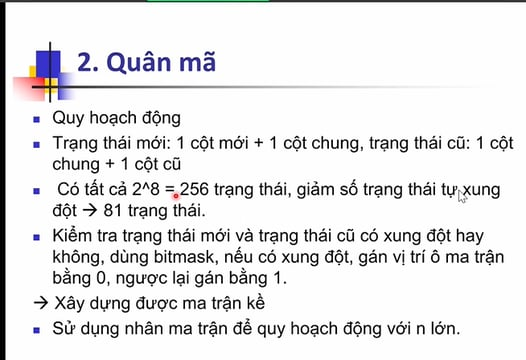 2. Quân mã
Quy hoạch động
Trạng thái mới: 1 cột mới + 1 cột chung, trạng thái cũ: 1 cột
chung + 1 cột cũ
Có tất cả 2^8 = 256 trạng thái, giảm số trạng thái tự xung
đột → 81 trạng thái.
Kiểm tra trạng thái mới và trạng thái cũ có xung đột hay
không, dùng bitmask, nếu có xung đột, gán vị trí ô ma trận
bằng 0, ngược lại gán bằng 1.
→ Xây dựng được ma trận kề
Sử dụng nhân ma trận để quy hoạch động với n lớn.